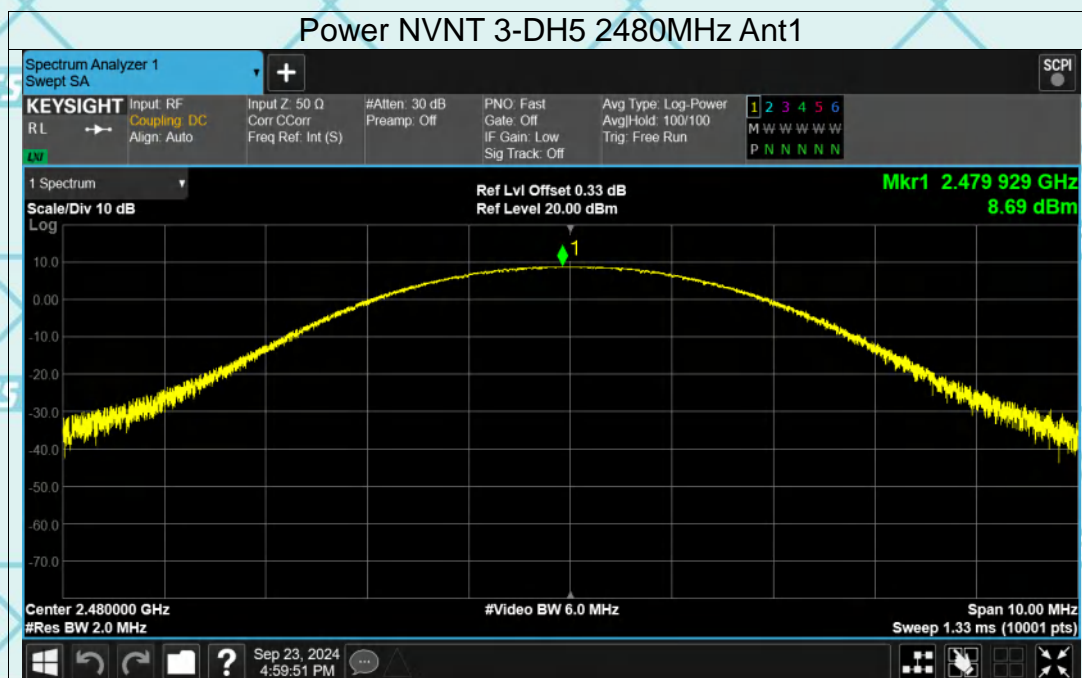 Power NVNT 3-DH5 2480MHz Ant1
Spectrum Analyzer 1
Swept SA
+
SCPI
KEYSIGHT
RL
LXI
Input: RF
Coupling: DC
Align: Auto
Input Z: 50 Ω
Corr CCorr
Freq Ref: Int (S)
#Atten: 30 dB
Preamp: Off
PNO: Fast
Gate: Off
IF Gain: Low
Sig Track: Off
Avg Type: Log-Power
Avg|Hold: 100/100
Trig: Free Run
1 2 3 4 5 6
M W W W W W
P N N N N N
1 Spectrum
Scale/Div 10 dB
Ref Lvl Offset 0.33 dB
Ref Level 20.00 dBm
Mkr1 2.479 929 GHz
8.69 dBm
Log
1
10.0
0.00
-10.0
-20.0
-30.0
-40.0
-50.0
-60.0
-70.0
Center 2.480000 GHz
#Res BW 2.0 MHz
#Video BW 6.0 MHz
Span 10.00 MHz
Sweep 1.33 ms (10001 pts)
?
Sep 23, 2024
4:59:51 PM